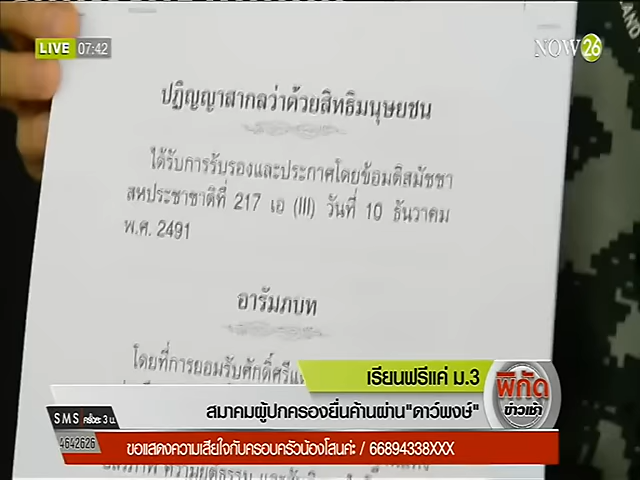 LIVE 07:42
NOW26
LAND
ปฏิญญาสากลว่าด้วยสิทธิมนุษยชน
ได้รับการรับรองและประกาศโดยข้อมติสมัชชา
สหประชาชาติที่ 217 เอ (III) วันที่ 10 ธันวาคม
พ.ศ. 2491
อารัมภบท
โดยที่การยอมรับศักดิ์ศรี
เรียนฟรีแค่ ม.3
พิกัด
ข่าวเช้า
สมาคมผู้ปกครองยื่นค้านผ่าน"ดาว์พงษ์"
SMS ครั้งละ 3 บ.
4642626
ขอแสดงความเสียใจกับครอบครัวน้องโสนค่ะ / 66894338XXX